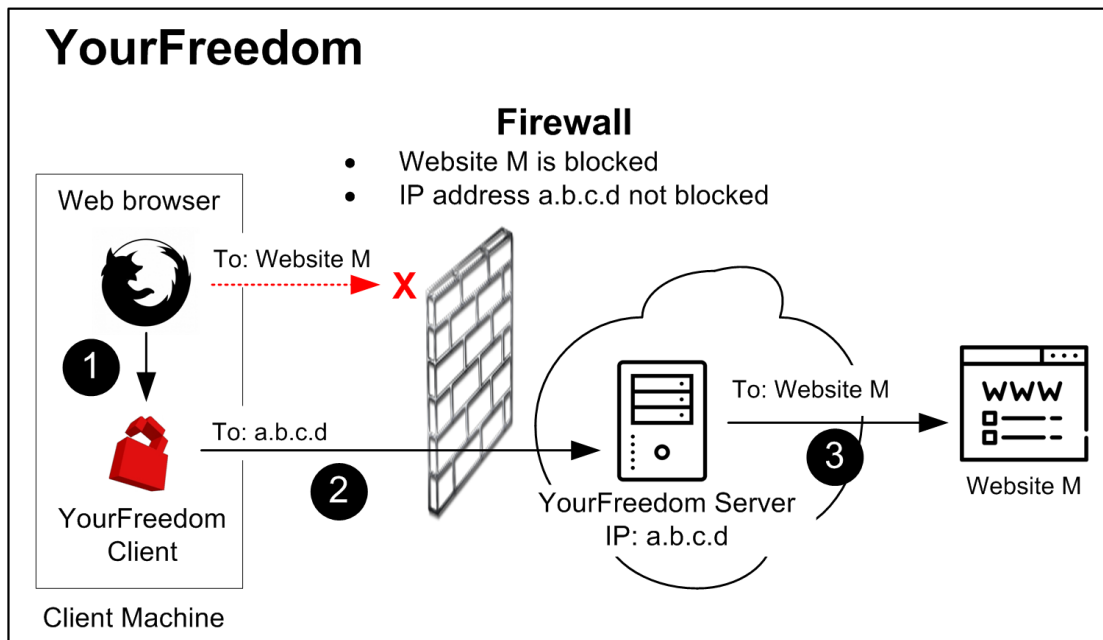 YourFreedom
Firewall
• Website M is blocked
• IP address a.b.c.d not blocked
Web browser
To: Website M
X
1
To: a.b.c.d
2
YourFreedom
Client
Client Machine
YourFreedom Server
IP: a.b.c.d
To: Website M
3
WWW
Website M